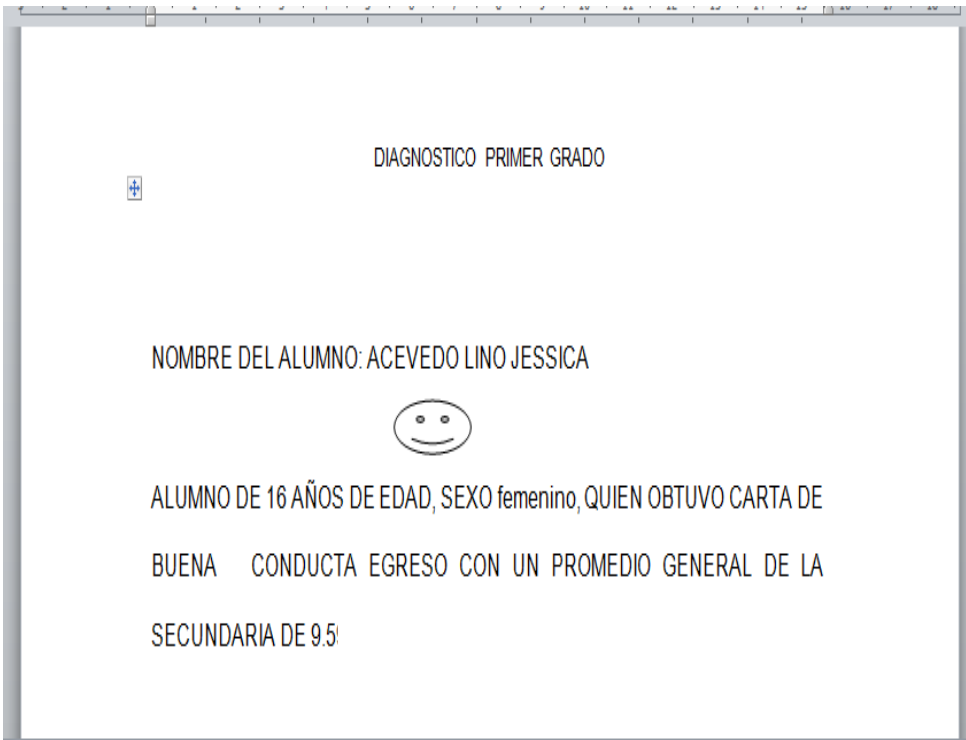 DIAGNOSTICO PRIMER GRADO
NOMBRE DEL ALUMNO: ACEVEDO LINO JESSICA
ALUMNO DE 16 AÑOS DE EDAD, SEXO femenino, QUIEN OBTUVO CARTA DE
BUENA CONDUCTA EGRESO CON UN PROMEDIO GENERAL DE LA
SECUNDARIA DE